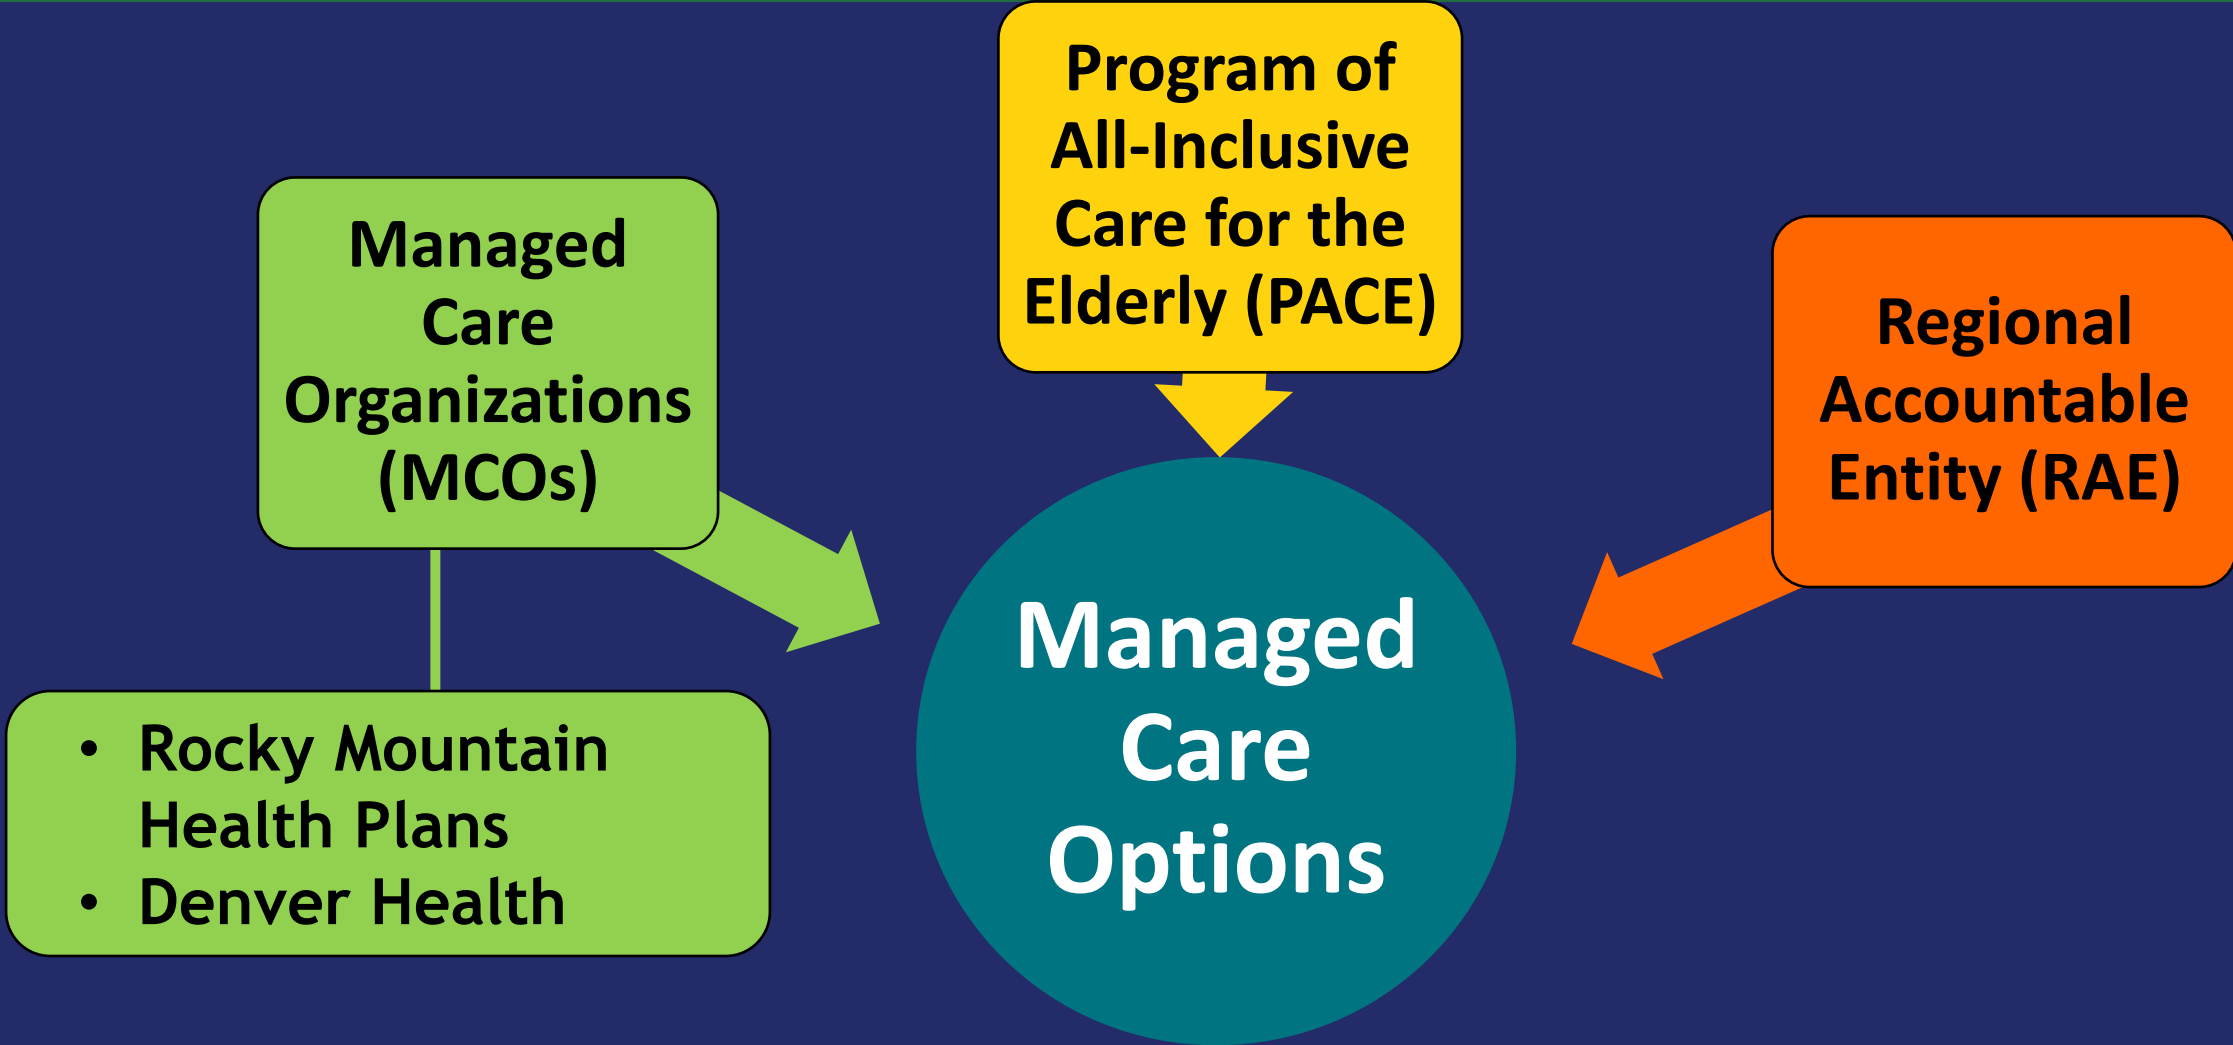 Program of
All-Inclusive
Care for the
Elderly (PACE)
Managed
Care
Organizations
(MCOs)
Regional
Accountable
Entity (RAE)
• Rocky Mountain
Health Plans
• Denver Health
Managed
Care
Options